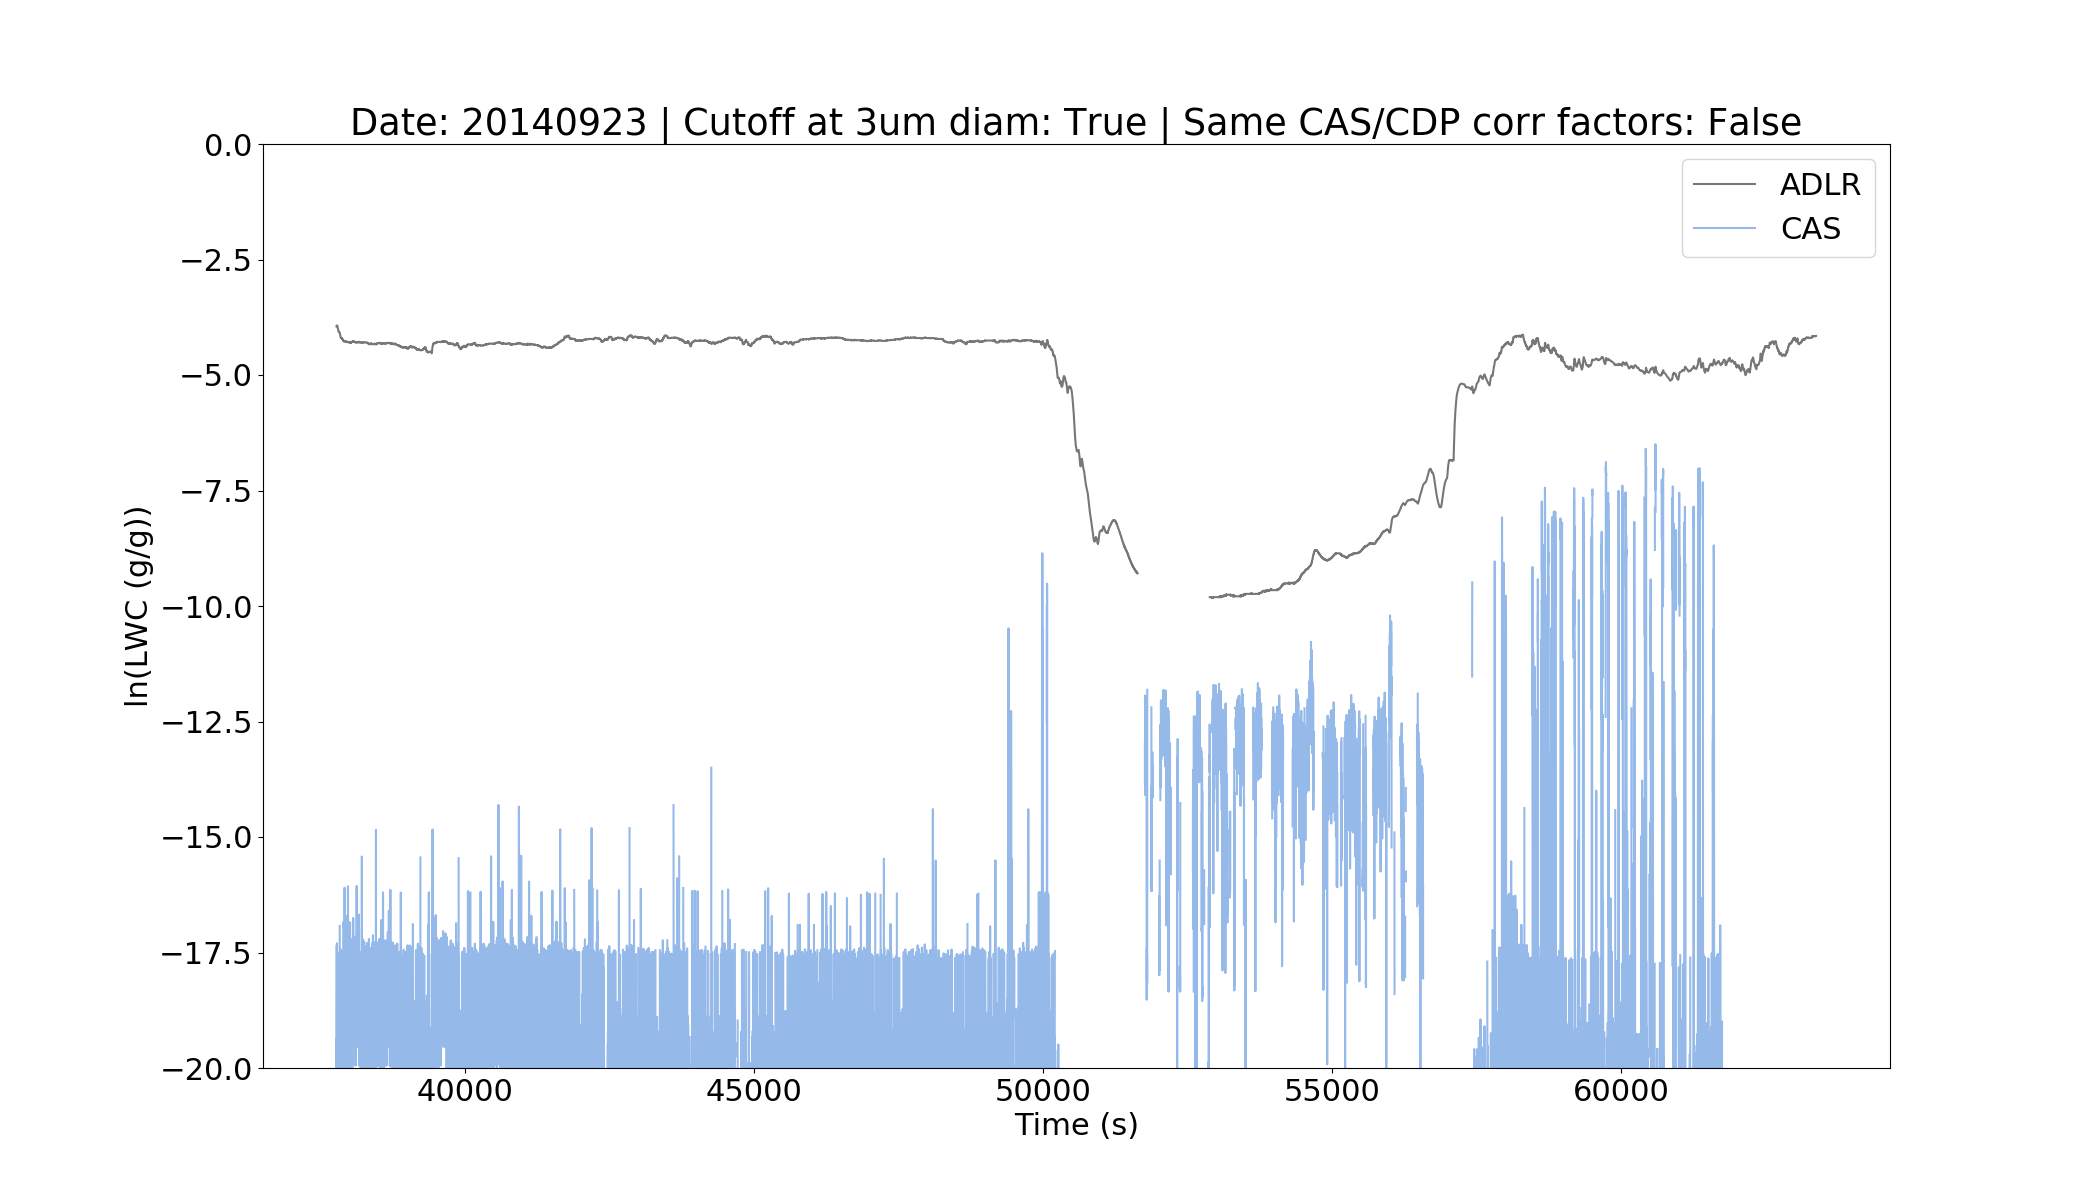 Date: 20140923 | Cutoff at 3um diam: True | Same CAS/CDP corr factors: False
ADLR
CAS
0.0
−2.5
−5.0
−7.5
−10.0
−12.5
−15.0
−17.5
−20.0
ln(LWC (g/g))
40000 45000 50000 55000 60000
Time (s)